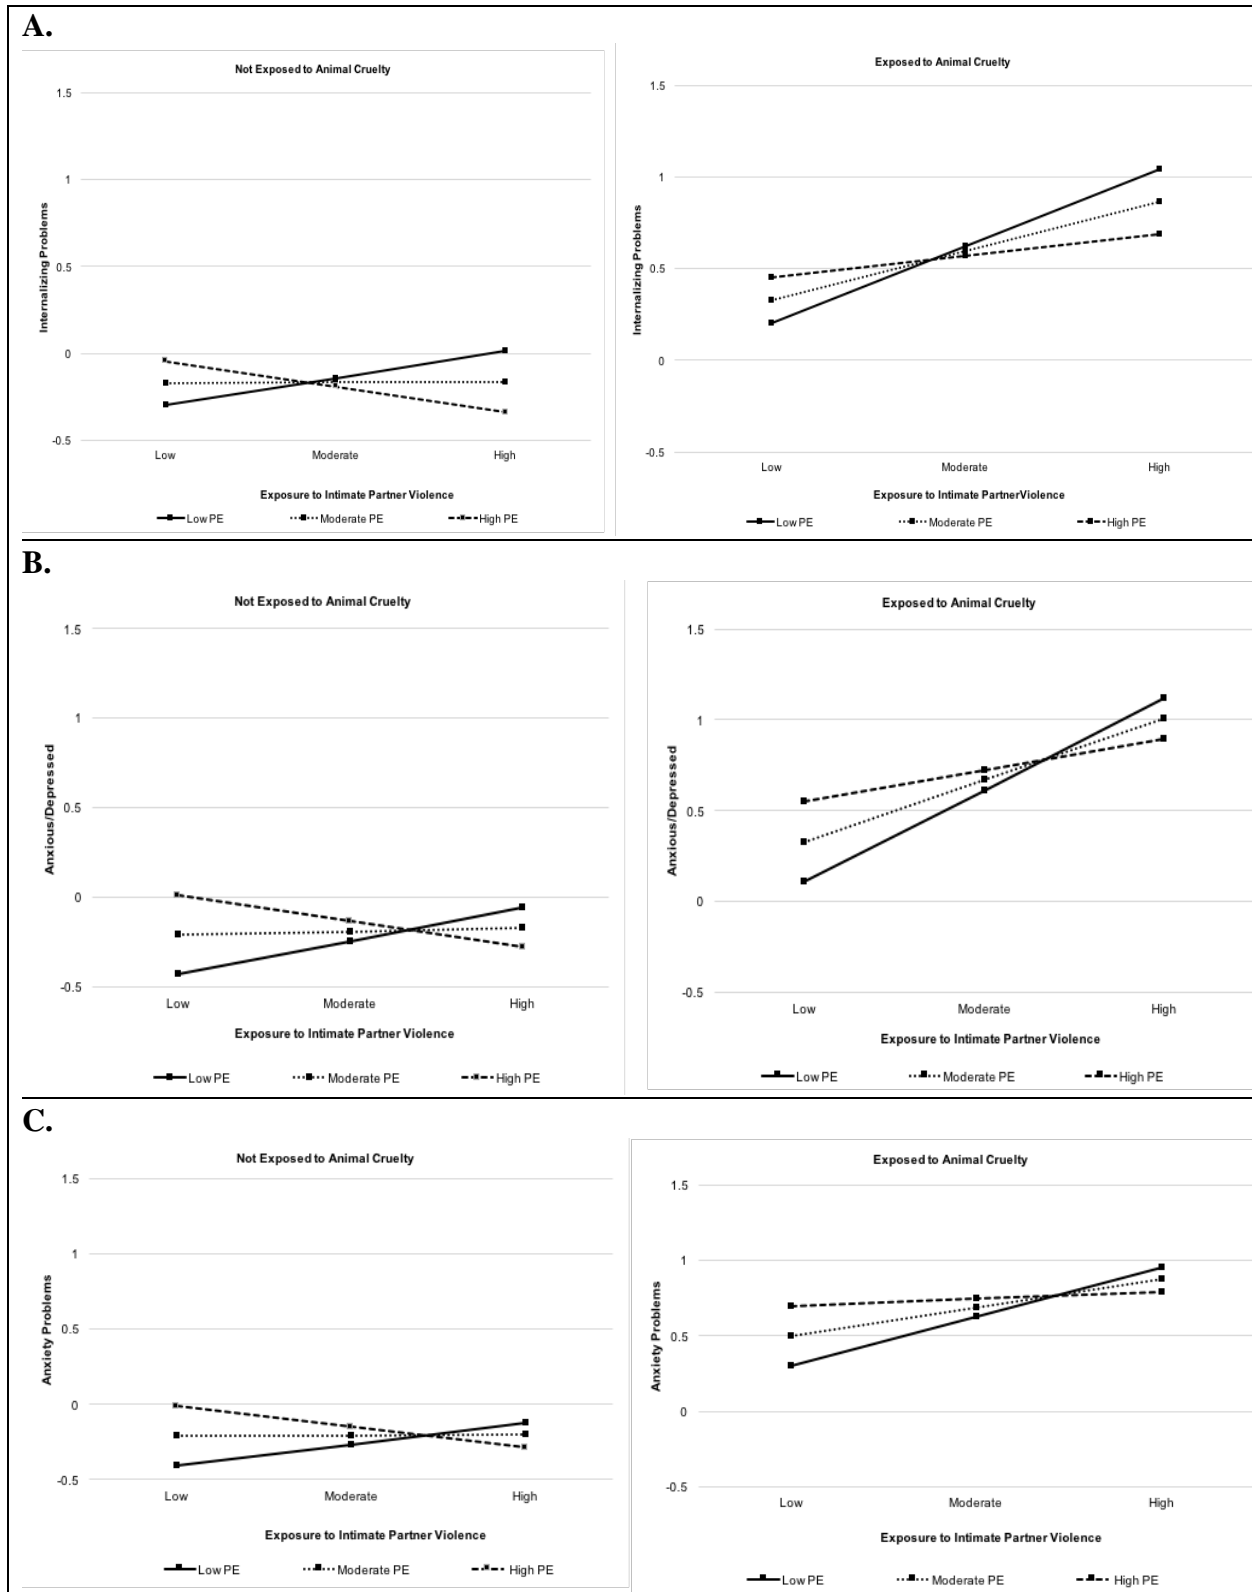 A.
Not Exposed to Animal Cruelty
1.5
1
0.5
0
-0.5
Internalizing Problems
Low Moderate High
Exposure to Intimate Partner Violence
Low PE Moderate PE High PE
Exposed to Animal Cruelty
1.5
1
0.5
0
-0.5
Internalizing Problems
Low Moderate High
Exposure to Intimate PartnerViolence
Low PE Moderate PE High PE
B.
Not Exposed to Animal Cruelty
1.5
1
0.5
0
-0.5
Anxious/Depressed
Low Moderate High
Exposure to Intimate Partner Violence
Low PE Moderate PE High PE
Exposed to Animal Cruelty
1.5
1
0.5
0
-0.5
Anxious/Depressed
Low Moderate High
Exposure to Intimate Partner Violence
Low PE Moderate PE High PE
C.
Not Exposed to Animal Cruelty
1.5
1
0.5
0
-0.5
Anxiety Problems
Low Moderate High
Exposure to Intimate Partner Violence
Low PE Moderate PE High PE
Exposed to Animal Cruelty
1.5
1
0.5
0
-0.5
Anxiety Problems
Low Moderate High
Exposure to Intimate Partner Violence
Low PE Moderate PE High PE